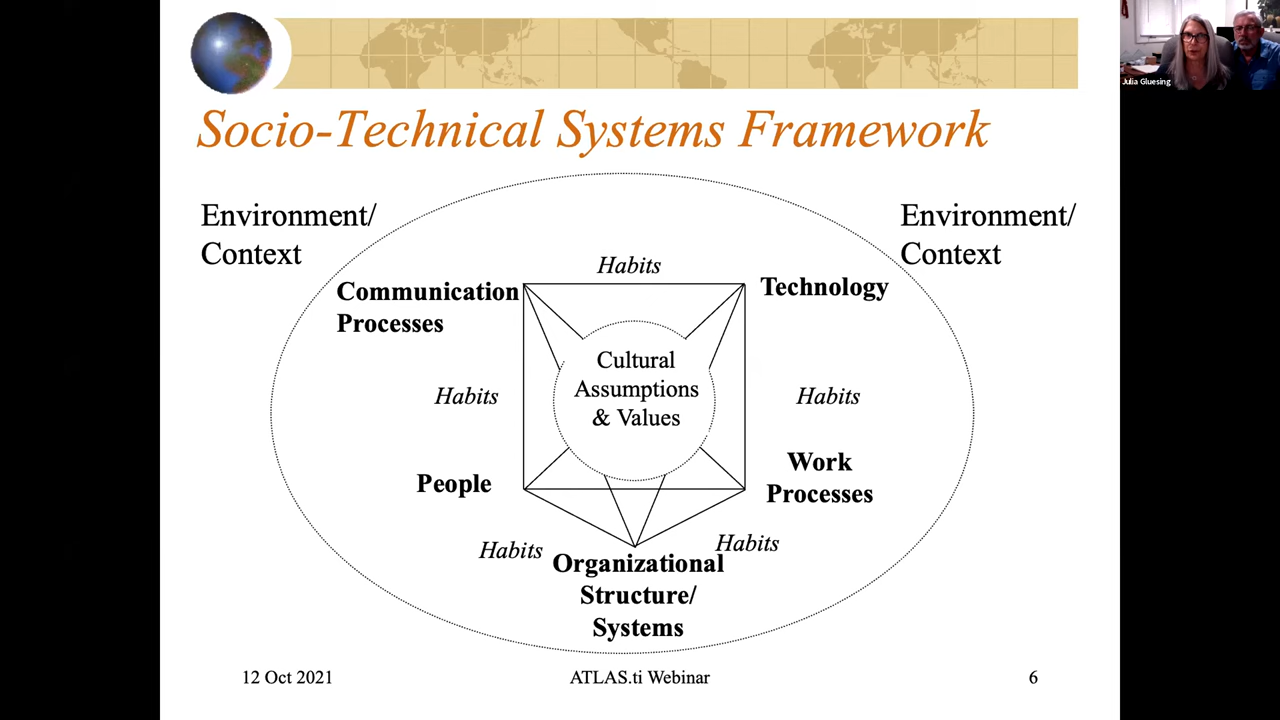 Julia Gluesing
Socio-Technical Systems Framework
Environment/
Context
Environment/
Context
Habits
Communication
Processes
Technology
Cultural
Assumptions
& Values
Habits
Habits
People
Work
Processes
Habits
Habits
Organizational
Structure/
Systems
12 Oct 2021
ATLAS.ti Webinar
6